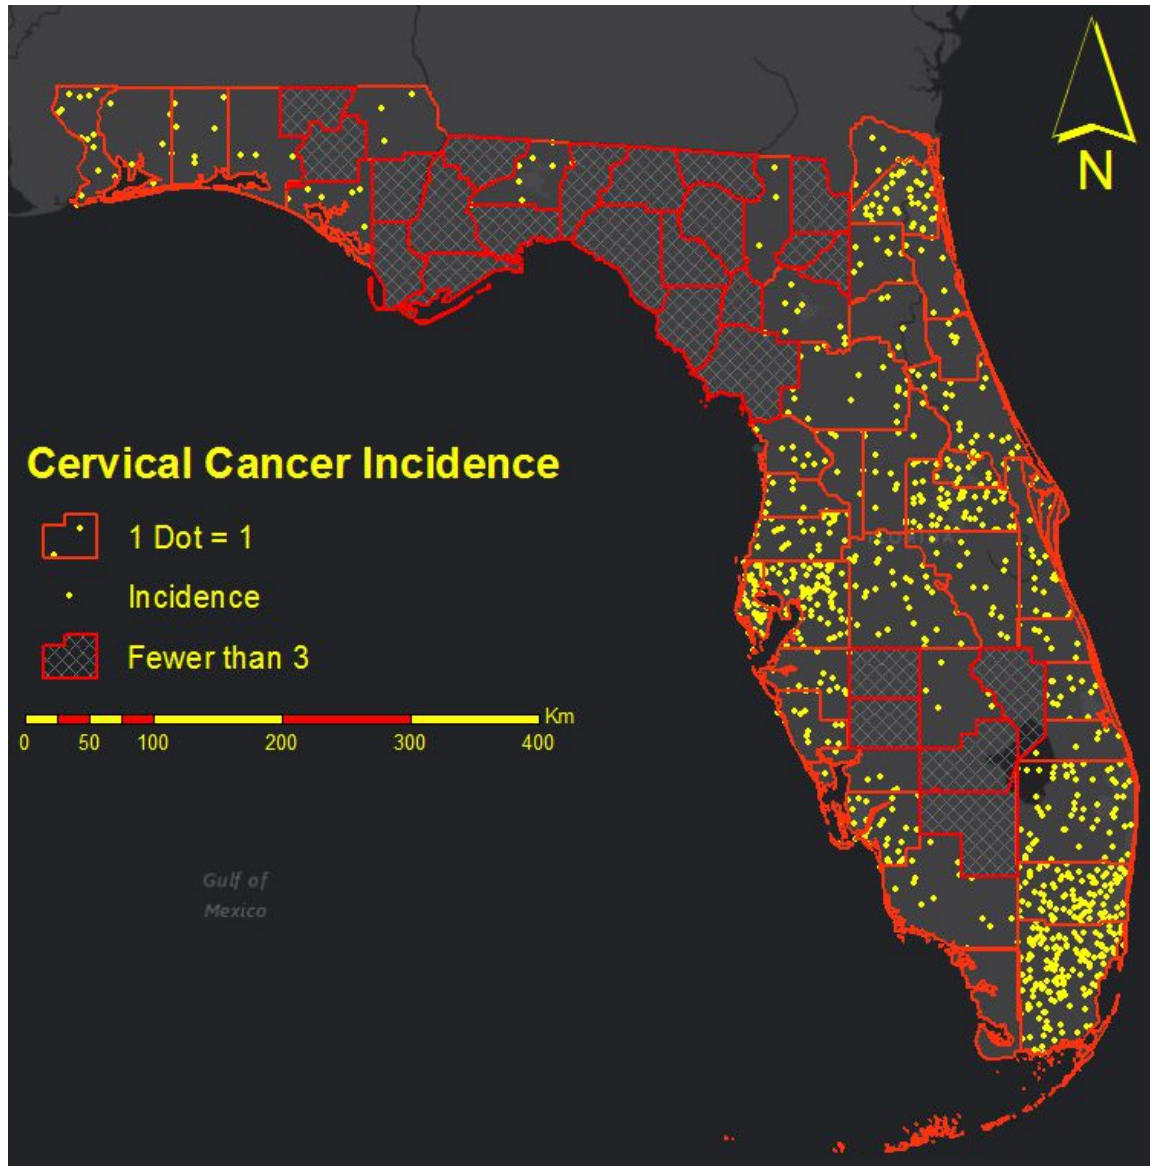 N
Cervical Cancer Incidence
1 Dot = 1
Incidence
FLORIDA
Fewer than 3
Km
0 50 100 200 300 400
Gulf of
Mexico